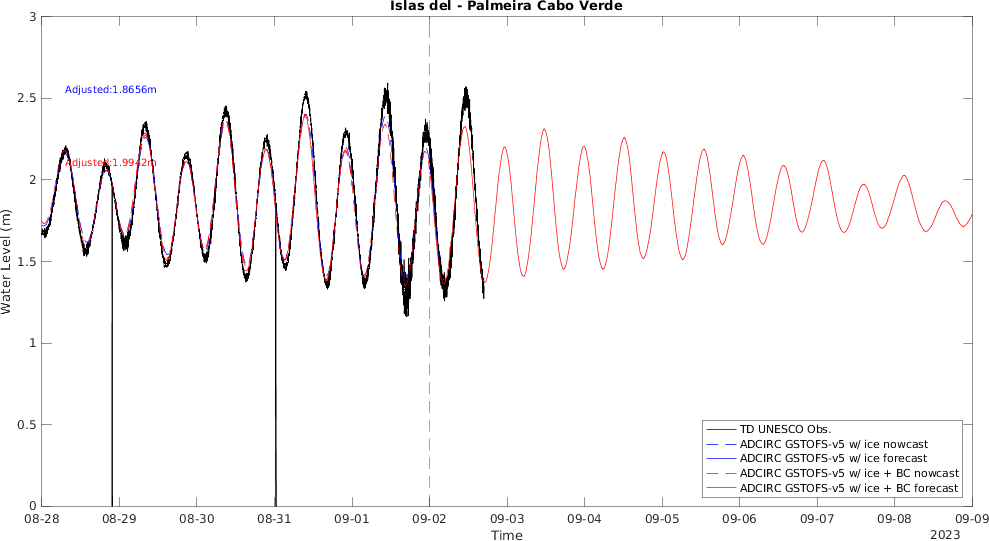 Islas del - Palmeira Cabo Verde
3
2.5
2
1.5
1
0.5
0
Water Level (m)
Adjusted:1.8656m
Adjusted:1.9942m
TD UNESCO Obs.
ADCIRC GSTOFS-v5 w/ ice nowcast
ADCIRC GSTOFS-v5 w/ ice forecast
ADCIRC GSTOFS-v5 w/ ice + BC nowcast
ADCIRC GSTOFS-v5 w/ ice + BC forecast
08-28 08-29 08-30 08-31 09-01 09-02 09-03 09-04 09-05 09-06 09-07 09-08 09-09
Time
2023